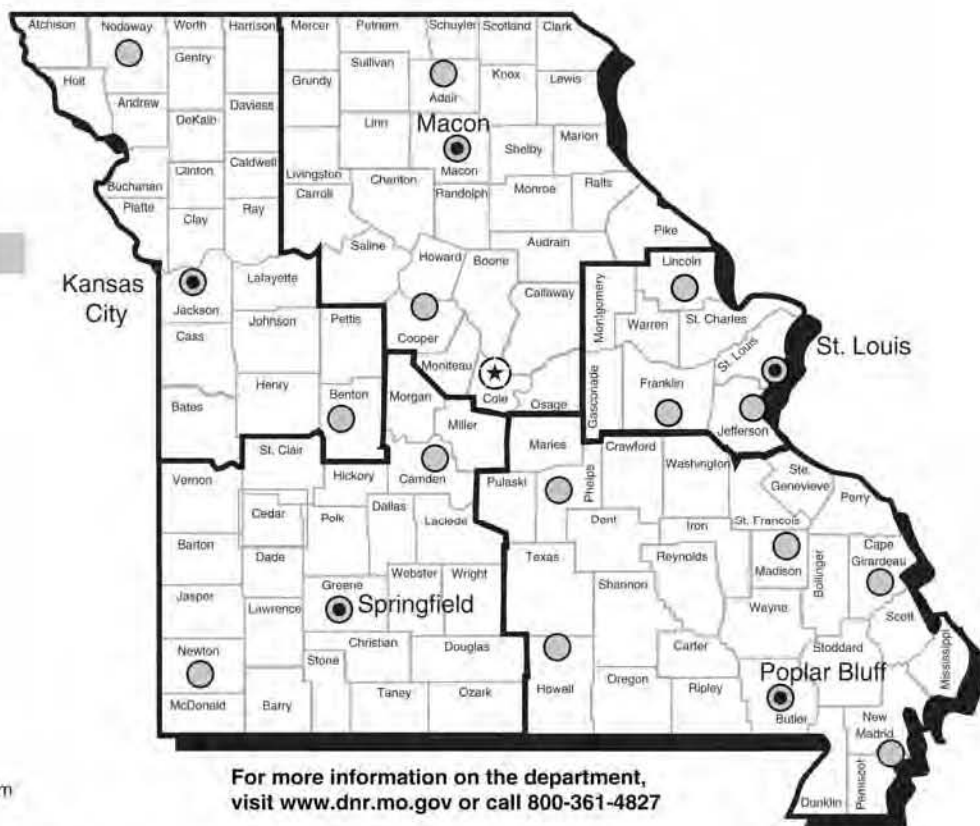 Atchison Nodaway Worth Harrison Mercer Putnam Schuyler Scotland Clark
Gentry Sullivan
Holt Grundy Adair Knox Lewis
Andrew DeKalb Daviess Linn Macon Marion
Shelby
Buchanan Clinton Caldwell Livingston Chariton Macon
Carroll Randolph Monroe Ralls
Platte Clay Ray
Saline Howard Boone Audrain Pike
Kansas
City
Jackson Lafayette Callaway Montgomery Lincoln
Cass Johnson Pettis Cooper Warren St. Charles
Moniteau St. Louis St. Louis
Bates Henry Benton Morgan Cole Osage Gasconade Franklin
Miller Jefferson
St. Clair Maries Crawford
Vernon Hickory Camden Pulaski Phelps Washington Ste.
Genevieve
Perry
Cedar Polk Dallas Laclede Dent Iron St. Francois
Barton Dade Texas Reynolds Madison Bollinger Cape
Girardeau
Jasper Greene Webster Wright Shannon
Lawrence Springfield Wayne Scott
Christian Douglas Carter Stoddard Mississippi
Newton Stone Poplar Bluff
McDonald Barry Taney Ozark Howell Oregon Ripley Butler New
Madrid
Dunklin Pemiscot
For more information on the department,
visit www.dnr.mo.gov or call 800-361-4827